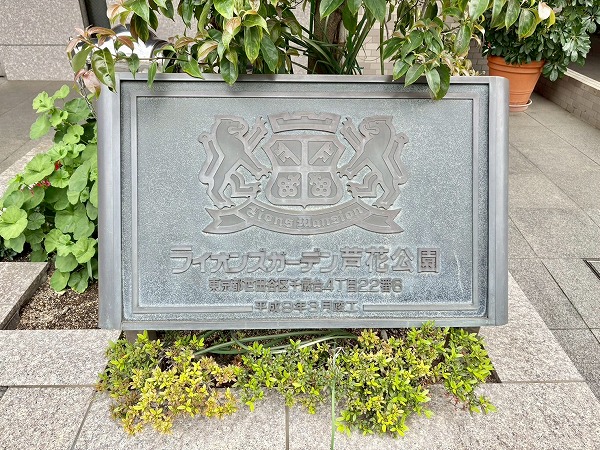 Lions Mansion
ライオンズガーデン芦花公園
東京都世田谷区千歳台4丁目22番6
平成9年3月竣工